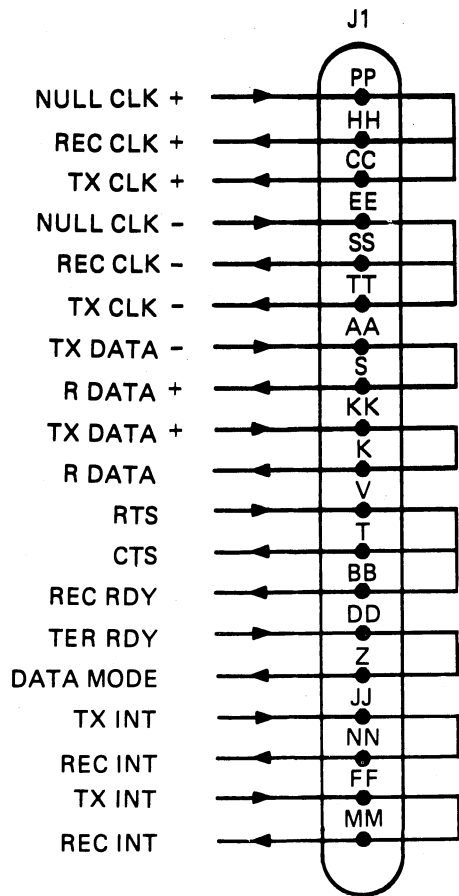 J1
PP
NULL CLK +
HH
REC CLK +
CC
TX CLK +
EE
NULL CLK -
SS
REC CLK -
TT
TX CLK -
AA
TX DATA -
S
R DATA +
KK
TX DATA +
K
R DATA
V
RTS
T
CTS
BB
REC RDY
DD
TER RDY
Z
DATA MODE
JJ
TX INT
NN
REC INT
FF
TX INT
MM
REC INT